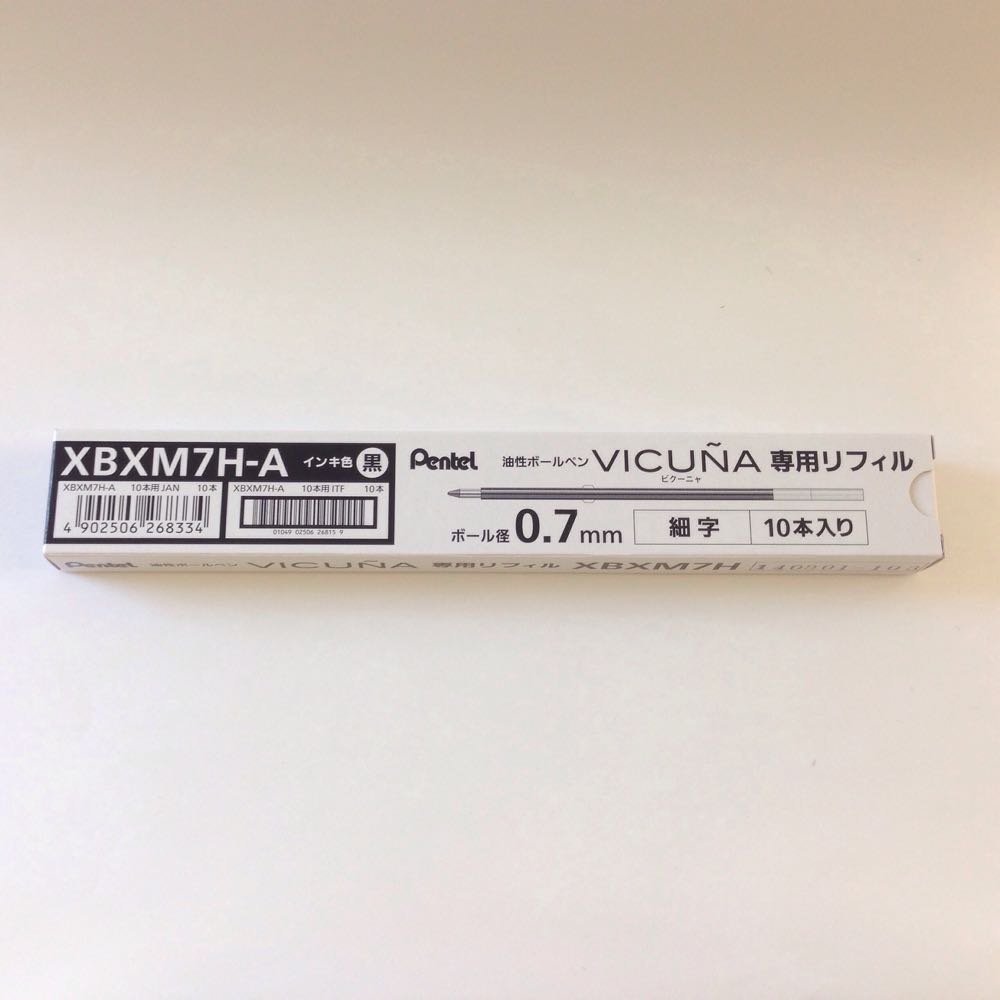 XBXM7H-A インキ色 黒
XBXM7H-A 10本用 JAN 10本
4 902506 268334
XBXM7H-A 10本用 ITF 10本
01049 02506 26815 9
Pentel 油性ボールペン VICUÑA 専用リフィル
ビクーニャ
ボール径 0.7mm 細字 10本入り
Pentel 油性ボールペン VICUÑA 専用リフィル XBXM7H